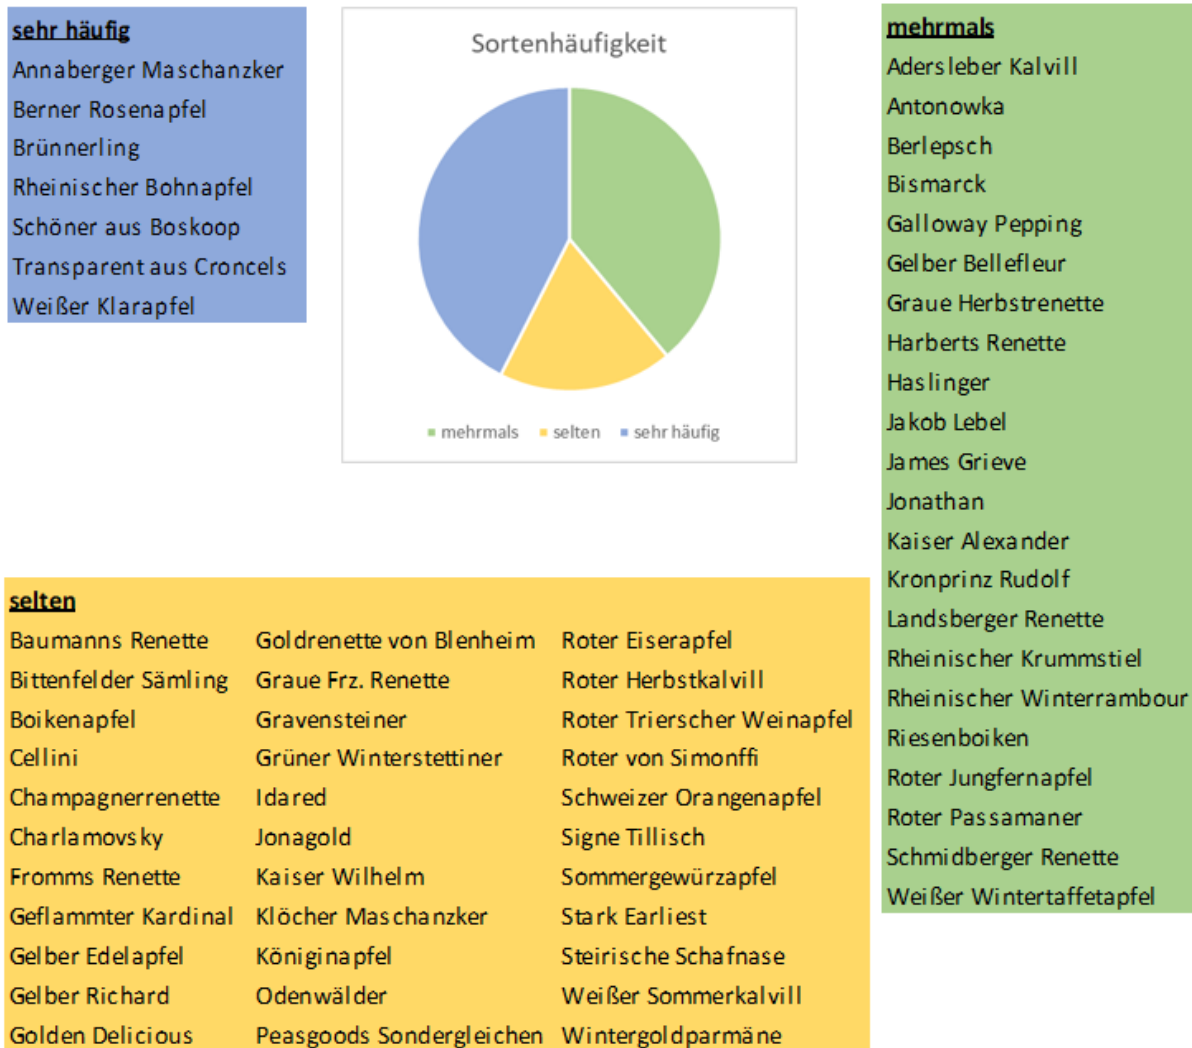 sehr häufig
Annaberger Maschanzker
Berner Rosenapfel
Brünnerling
Rheinischer Bohnapfel
Schöner aus Boskoop
Transparent aus Croncels
Weißer Klarapfel
Sortenhäufigkeit
mehrmals selten sehr häufig
mehrmals
Adersleber Kalvill
Antonowka
Berlepsch
Bismarck
Galloway Pepping
Gelber Bellefleur
Graue Herbstrenette
Harberts Renette
Haslinger
Jakob Lebel
James Grieve
Jonathan
Kaiser Alexander
Kronprinz Rudolf
Landsberger Renette
Rheinischer Krummstiel
Rheinischer Winterrambour
Riesenboiken
Roter Jungfernapfel
Roter Passamaner
Schmidberger Renette
Weißer Wintertaffetapfel
selten
Baumanns Renette
Bittenfelder Sämling
Boikenapfel
Cellini
Champagnerrenette
Charlamovsky
Fromms Renette
Geflammter Kardinal
Gelber Edelapfel
Gelber Richard
Golden Delicious
Goldrenette von Blenheim
Graue Frz. Renette
Gravensteiner
Grüner Winterstettiner
Idared
Jonagold
Kaiser Wilhelm
Klöcher Maschanzker
Königinapfel
Odenwälder
Peasgoods Sondergleichen
Roter Eiserapfel
Roter Herbstkalvill
Roter Trierscher Weinapfel
Roter von Simonffi
Schweizer Orangenapfel
Signe Tillisch
Sommergewürzapfel
Stark Earliest
Steirische Schafnase
Weißer Sommerkalvill
Wintergoldparmäne